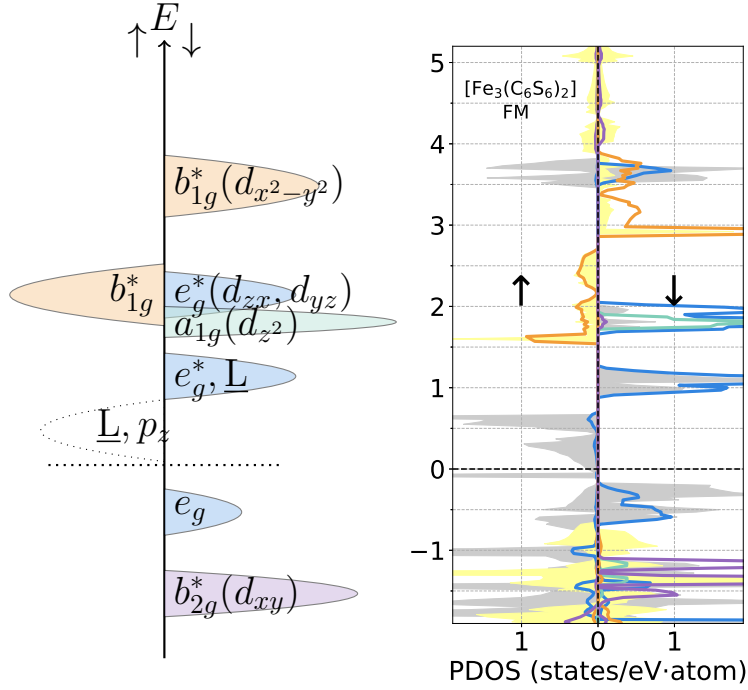 ↑ E ↓
b*1g(dx²−y²)
b*1g
e*g(dzx, dyz)
a1g(dz²)
e*g, L
L, pz
eg
b*2g(dxy)
[Fe3(C6S6)2]
FM
↑ ↓
5
4
3
2
1
0
−1
1 0 1
PDOS (states/eV·atom)